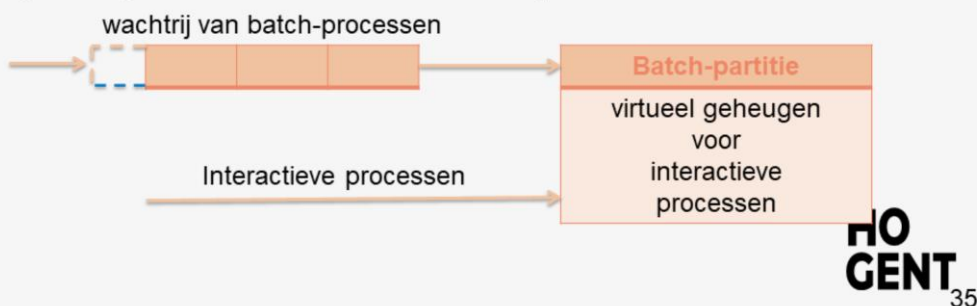 wachtrij van batch-processen
Batch-partitie
virtueel geheugen
voor
interactieve
processen
Interactieve processen
HO
GENT
35